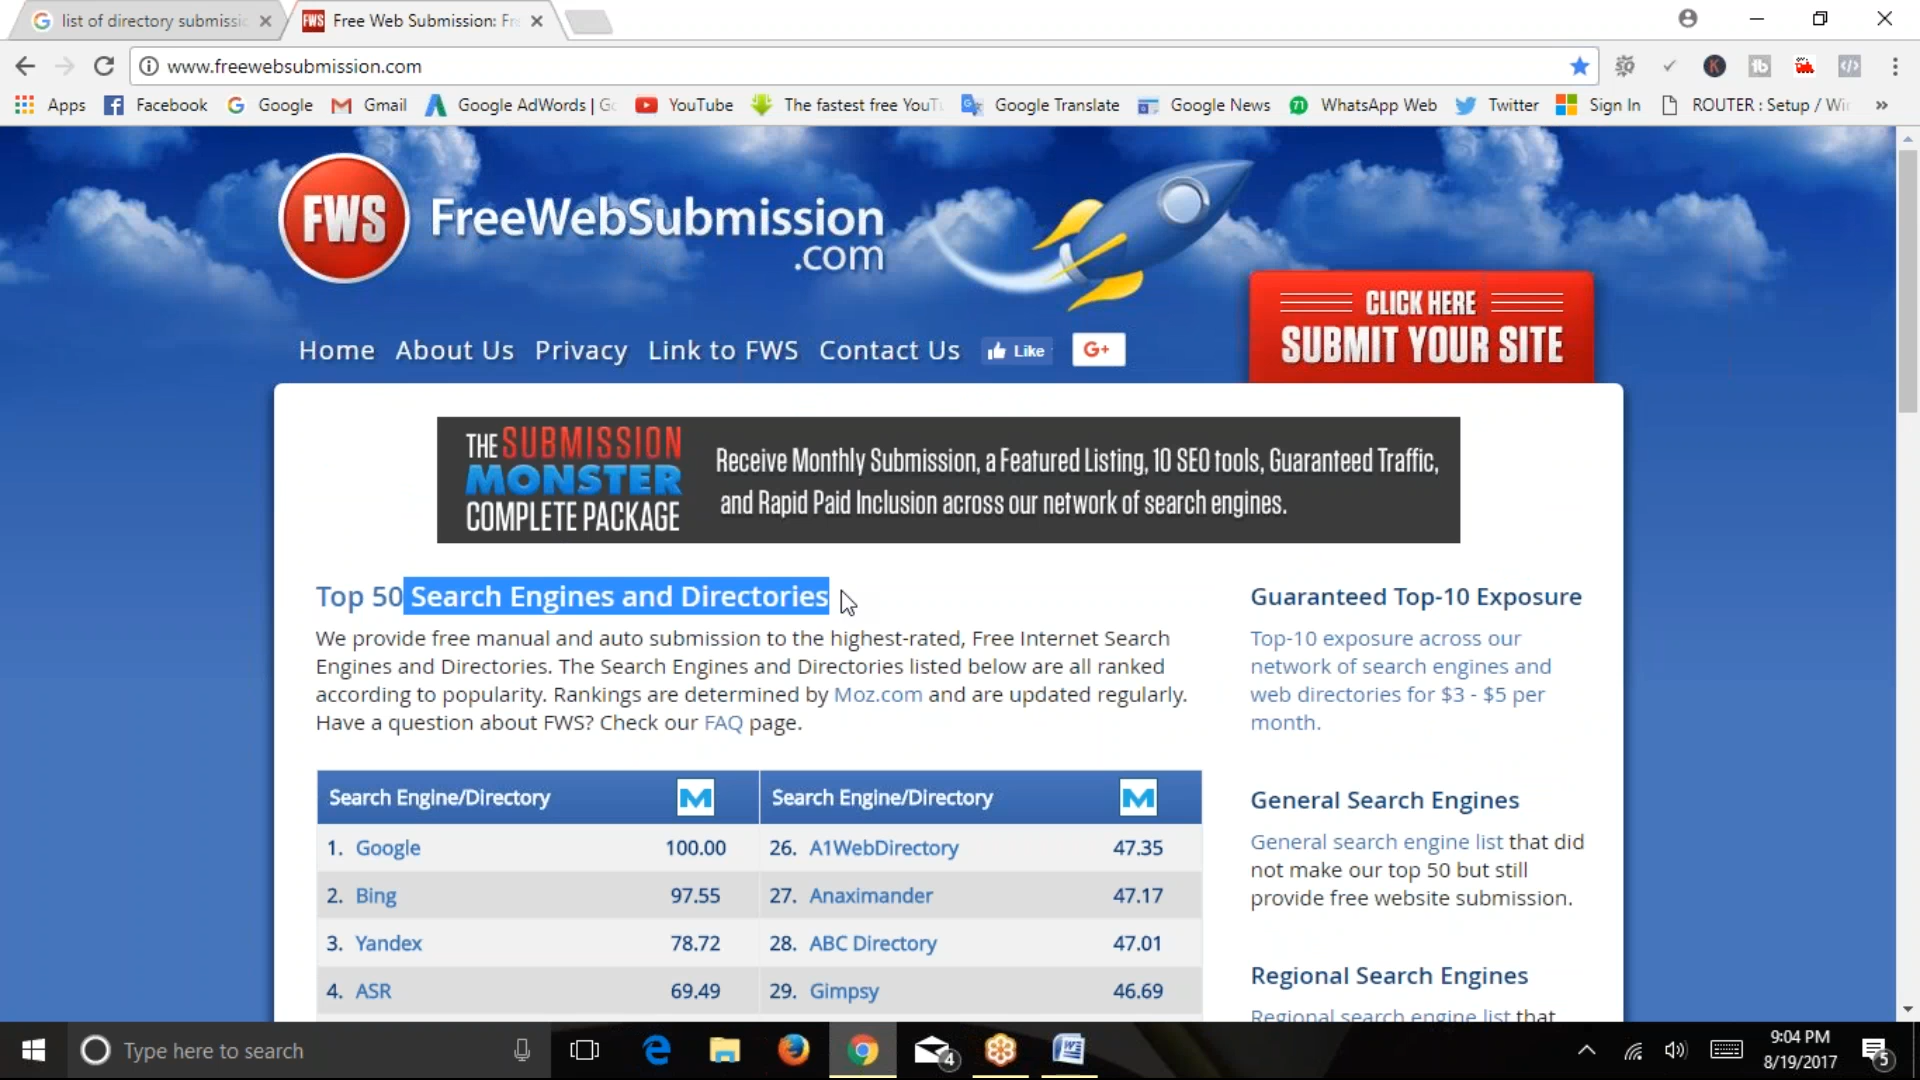 list of directory submissi
Free Web Submission: Fr
www.freewebsubmission.com
Apps Facebook Google Gmail Google AdWords | G YouTube The fastest free YouT Google Translate Google News WhatsApp Web Twitter Sign In ROUTER : Setup / Wi »
FWS
FreeWebSubmission
.com
CLICK HERE
SUBMIT YOUR SITE
Home About Us Privacy Link to FWS Contact Us Like G+
THE SUBMISSION
MONSTER
COMPLETE PACKAGE
Receive Monthly Submission, a Featured Listing, 10 SEO tools, Guaranteed Traffic,
and Rapid Paid Inclusion across our network of search engines.
Top 50 Search Engines and Directories
We provide free manual and auto submission to the highest-rated, Free Internet Search
Engines and Directories. The Search Engines and Directories listed below are all ranked
according to popularity. Rankings are determined by Moz.com and are updated regularly.
Have a question about FWS? Check our FAQ page.
Search Engine/Directory M Search Engine/Directory M
1. Google 100.00 26. A1WebDirectory 47.35
2. Bing 97.55 27. Anaximander 47.17
3. Yandex 78.72 28. ABC Directory 47.01
4. ASR 69.49 29. Gimpsy 46.69
Guaranteed Top-10 Exposure
Top-10 exposure across our
network of search engines and
web directories for $3 - $5 per
month.
General Search Engines
General search engine list that did
not make our top 50 but still
provide free website submission.
Regional Search Engines
Regional search engine list that
Type here to search
4
9:04 PM
8/19/2017
5